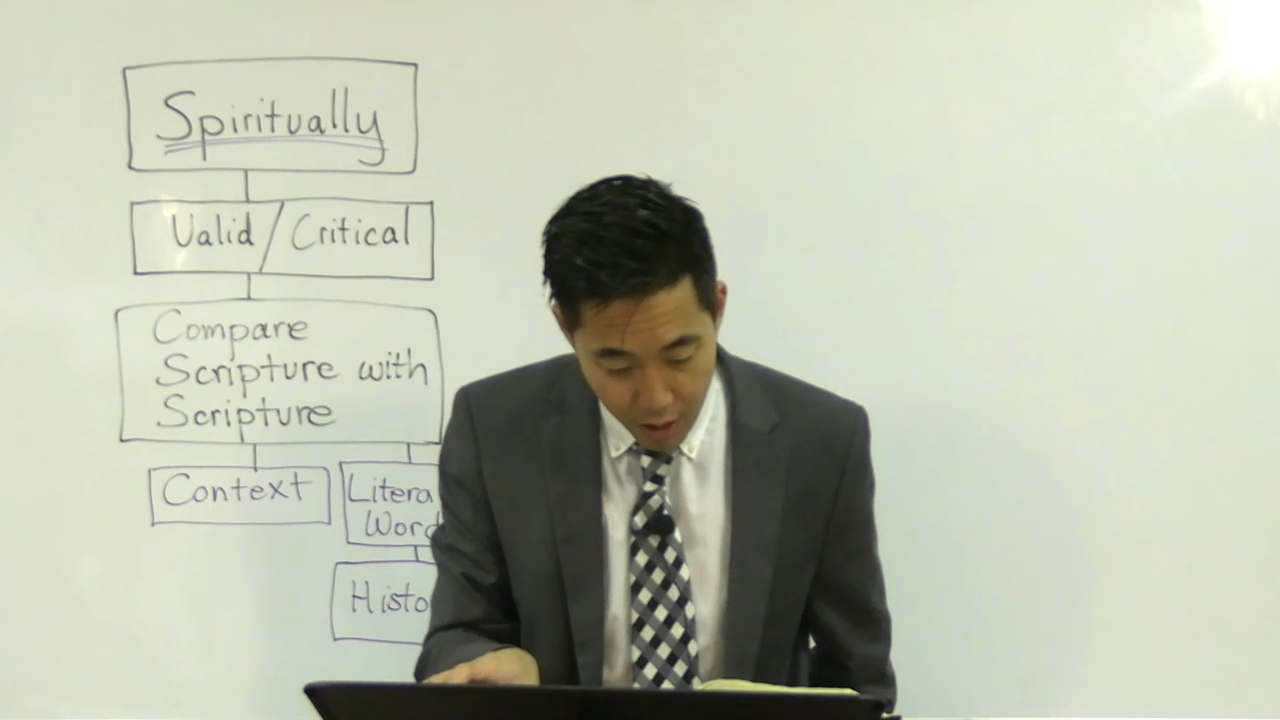 Spiritually
Valid / Critical
Compare
Scripture with
Scripture
Context